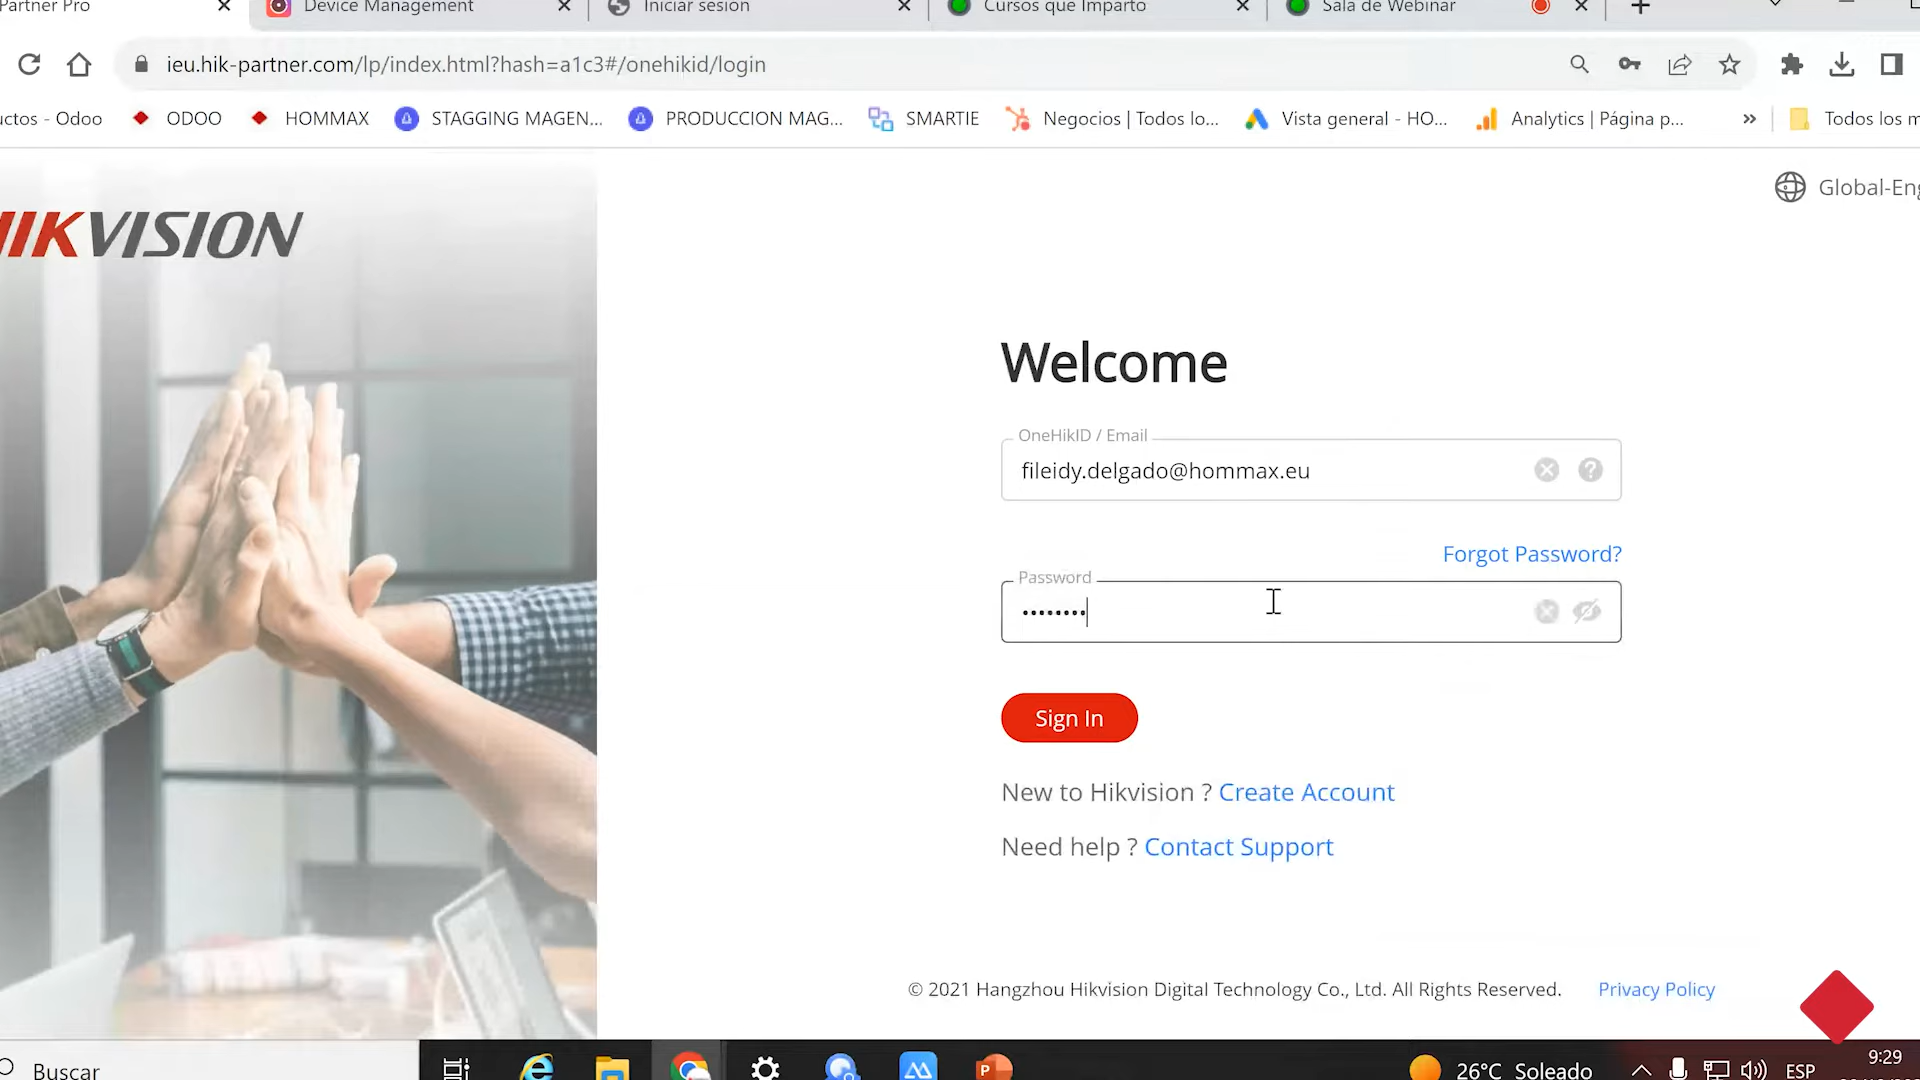 Partner Pro
Device Management
Iniciar sesión
Cursos que Imparto
Sala de Webinar
ieu.hik-partner.com/lp/index.html?hash=a1c3#/onehikid/login
uctos - Odoo
ODOO
HOMMAX
STAGGING MAGEN...
PRODUCCION MAG...
SMARTIE
Negocios | Todos lo...
Vista general - HO...
Analytics | Página p...
»
Todos los m
HIKVISION
Global-Eng
Welcome
OneHikID / Email
fileidy.delgado@hommax.eu
Forgot Password?
Password
••••••••
Sign In
New to Hikvision ? Create Account
Need help ? Contact Support
© 2021 Hangzhou Hikvision Digital Technology Co., Ltd. All Rights Reserved.
Privacy Policy
Buscar
26°C Soleado
ESP
9:29